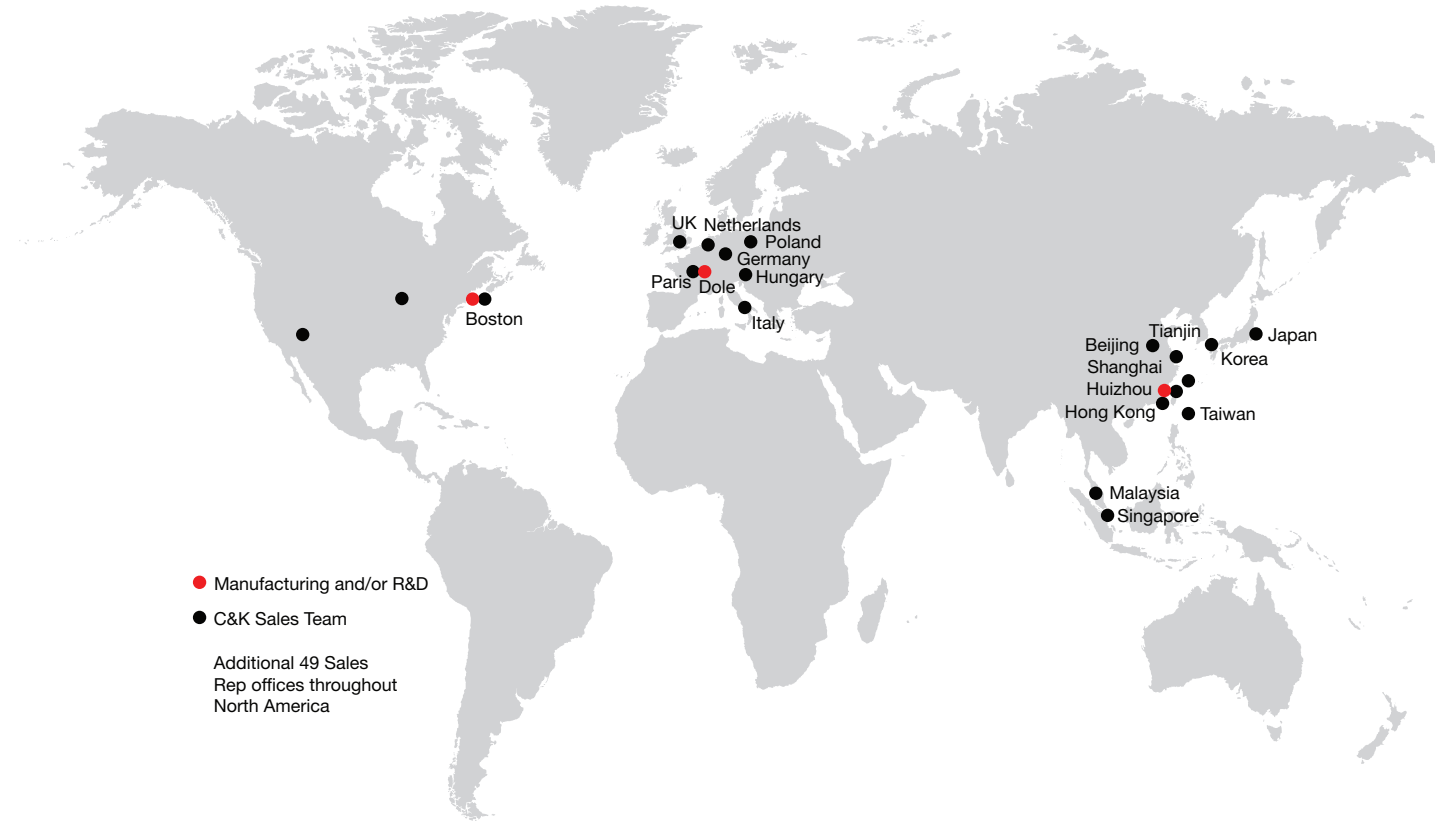 UK
Netherlands
Poland
Germany
Paris
Dole
Hungary
Italy
Boston
Tianjin
Japan
Beijing
Korea
Shanghai
Huizhou
Hong Kong
Taiwan
Malaysia
Singapore
Manufacturing and/or R&D
C&K Sales Team
Additional 49 Sales
Rep offices throughout
North America